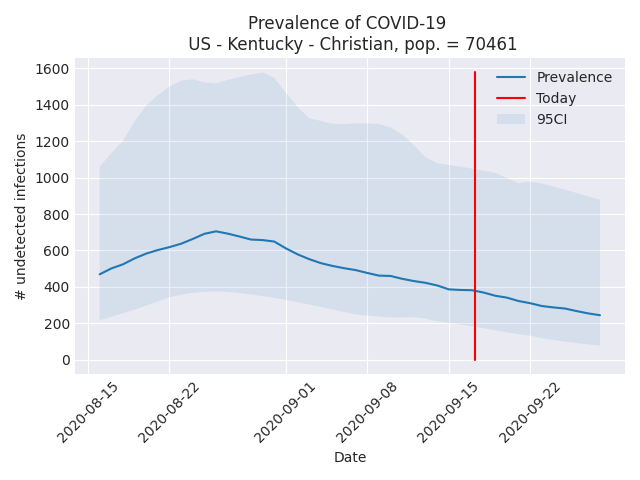 Prevalence of COVID-19
US - Kentucky - Christian, pop. = 70461
# undetected infections
1600
1400
1200
1000
800
600
400
200
0
Prevalence
Today
95CI
2020-08-15
2020-08-22
2020-09-01
2020-09-08
2020-09-15
2020-09-22
Date